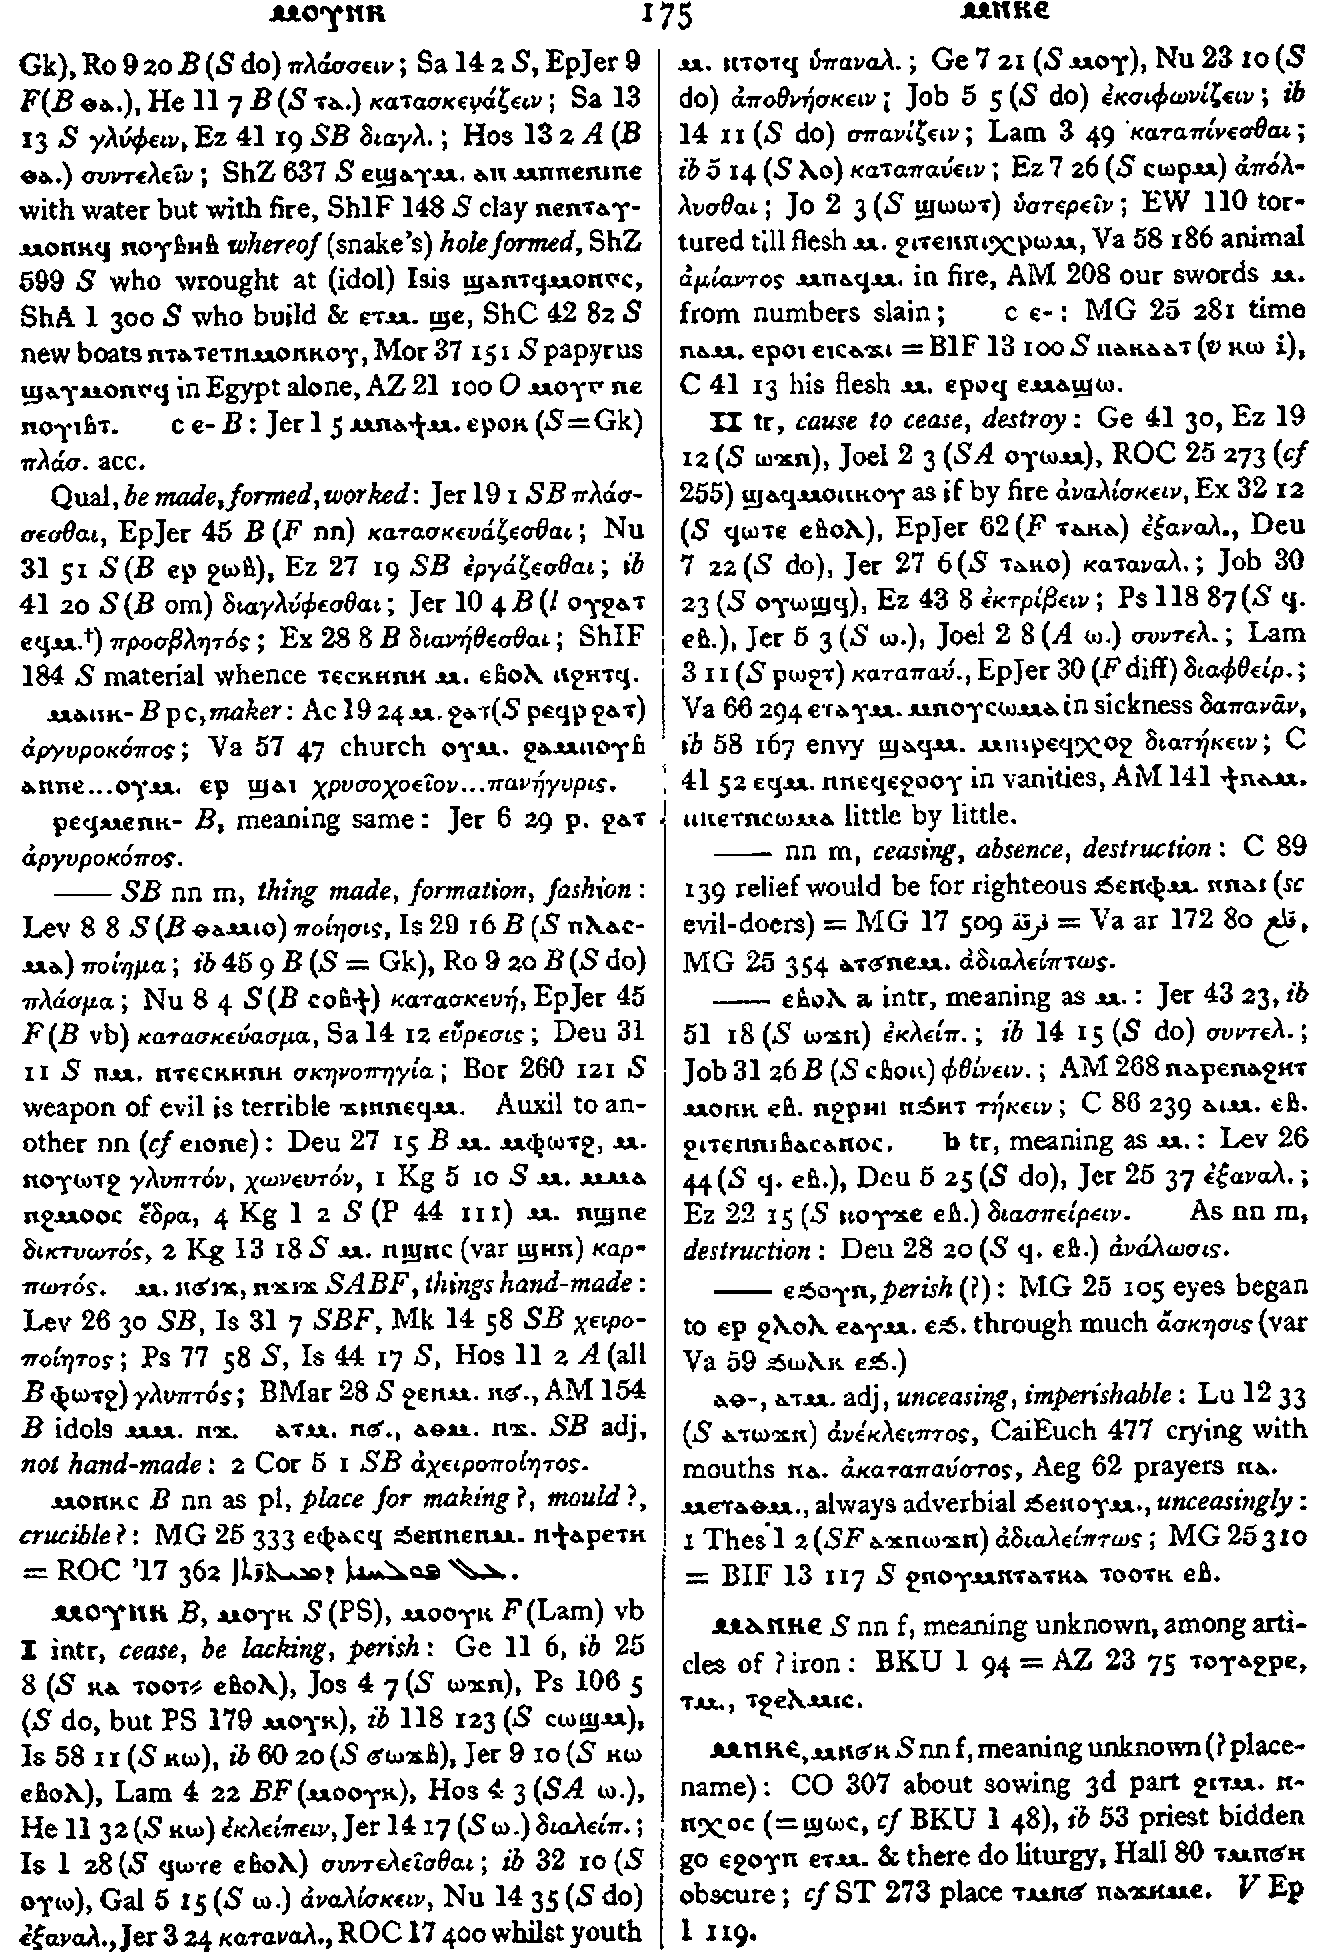 ⲙⲟⲩⲛⲕ 175 ⲙⲛⲕⲉ
Gk), Ro 9 20 B (S do) πλάσσειν; Sa 14 2 S, EpJer 9
F(B ⲑⲁ.), He 11 7 B (S ⲧⲁ.) κατασκεψάζειν; Sa 13
13 S γλύφειν, Ez 41 19 SB διαγλ.; Hos 13 2 A (B
ⲑⲁ.) συντελεῖν; ShZ 637 S ⲉϣⲁⲩⲙ. ⲁⲛ ⲙⲡⲛⲉⲛⲓⲡⲉ
with water but with fire, ShIF 148 S clay ⲡⲉⲛⲧⲁⲩ-
ⲙⲟⲛⲕϥ ⲛⲟⲩⲃⲏⲃ whereof (snake's) hole formed, ShZ
599 S who wrought at (idol) Isis ϣⲁⲛⲧϥⲙⲟⲛⲅⲥ,
ShA 1 300 S who build & ⲉⲧⲙ. ϣⲉ, ShC 42 82 S
new boats ⲛⲧⲁⲧⲉⲧⲛⲙⲟⲛⲕⲟⲩ, Mor 37 151 S papyrus
ϣⲁⲩⲙⲟⲛⲅϥ in Egypt alone, AZ 21 100 O ⲙⲟⲩⲅ ⲡⲉ
ⲛⲟⲩⲓⲃⲧ. c ⲉ- B: Jer 1 5 ⲙⲡⲁϯⲙ. ⲉⲣⲟⲕ (S = Gk)
πλάσ. acc.
Qual, be made, formed, worked: Jer 19 1 SB πλάσ-
σεσθαι, EpJer 45 B (F nn) κατασκευάζεσθαι; Nu
31 51 S (B ⲉⲣ ϩⲱⲃ), Ez 27 19 SB ἐργάζεσθαι; ib
41 20 S (B om) διαγλύφεσθαι; Jer 10 4 B (l ⲟⲩϩⲁⲧ
ⲉϥⲙ.†) προσβλητός; Ex 28 8 B διανήθεσθαι; ShIF
184 S material whence ⲧⲉⲥⲕⲏⲛⲏ ⲙ. ⲉⲃⲟⲗ ⲛϩⲏⲧϥ.
ⲙⲁⲛⲕ- B p c, maker: Ac 19 24 ⲙ. ϩⲁⲧ (S ⲣⲉϥⲣ ϩⲁⲧ)
ἀργυροκόπος; Va 57 47 church ⲟⲩⲙ. ϩⲁⲙⲛⲟⲩⲃ
ⲁⲛⲡⲉ...ⲟⲩⲙ. ⲉⲣ ϣⲁⲓ χρυσοχοεῖον...πανήγυρις.
ⲣⲉϥⲙⲉⲛⲕ- B, meaning same: Jer 6 29 ⲣ. ϩⲁⲧ
ἀργυροκόπος.
—— SB nn m, thing made, formation, fashion:
Lev 8 8 S (B ⲑⲁⲙⲓⲟ) ποίησις, Is 29 16 B (S ⲡⲗⲁⲥ-
ⲙⲁ) ποίημα; ib 45 9 B (S = Gk), Ro 9 20 B (S do)
πλάσμα; Nu 8 4 S (B ⲥⲟⲃϯ) κατασκευή, EpJer 45
F (B vb) κατασκεύασμα, Sa 14 12 εὕρεσις; Deu 31
11 S ⲡⲙ. ⲛⲧⲉⲥⲕⲏⲛⲏ σκηνοπηγία; Bor 260 121 S
weapon of evil is terrible ϫⲓⲛⲡⲉϥⲙ. Auxil to an-
other nn (cf ⲉⲓⲟⲡⲉ): Deu 27 15 B ⲙ. ⲙⲫⲱⲧϩ, ⲙ.
ⲛⲟⲩⲱⲧϩ γλυπτόν, χωνευτόν, 1 Kg 5 10 S ⲙ. ⲙⲙⲁ
ⲛϩⲙⲟⲟⲥ ἕδρα, 4 Kg 1 2 S (P 44 111) ⲙ. ⲛϣⲛⲉ
δικτυωτός, 2 Kg 13 18 S ⲙ. ⲛϣⲛⲥ (var ϣⲏⲛ) καρ-
πωτός. ⲙ. ⲛϭⲓϫ, ⲛϫⲓϫ SABF, things hand-made:
Lev 26 30 SB, Is 31 7 SBF, Mk 14 58 SB χειρο-
ποίητος; Ps 77 58 S, Is 44 17 S, Hos 11 2 A (all
B ⲫⲱⲧϩ) γλυπτός; BMar 28 S ϩⲉⲛⲙ. ⲛϭ., AM 154
B idols ⲙⲙ. ⲛϫ. ⲁⲧⲙ. ⲛϭ., ⲁⲑⲙ. ⲛϫ. SB adj,
not hand-made: 2 Cor 5 1 SB ἀχειροποίητος.
ⲙⲟⲛⲕⲥ B nn as pl, place for making?, mould?,
crucible?: MG 25 333 ⲉϥⲫⲁⲥϥ ϧⲉⲛⲛⲉⲛⲙ. ⲛϯⲁⲣⲉⲧⲏ
= ROC '17 362
ⲙⲟⲩⲛⲕ B, ⲙⲟⲩⲕ S (PS), ⲙⲟⲟⲩⲕ F (Lam) vb
I intr, cease, be lacking, perish: Ge 11 6, ib 25
8 (S ⲕⲁ ⲧⲟⲟⲧ⸗ ⲉⲃⲟⲗ), Jos 4 7 (S ⲱϫⲛ), Ps 106 5
(S do, but PS 179 ⲙⲟⲩⲕ), ib 118 123 (S ⲥⲱϣⲙ),
Is 58 11 (S ⲕⲱ), ib 60 20 (S ϭⲱϫⲃ), Jer 9 10 (S ⲕⲱ
ⲉⲃⲟⲗ), Lam 4 22 BF (ⲙⲟⲟⲩⲕ), Hos 4 3 (SA ⲱ.),
He 11 32 (S ⲕⲱ) ἐκλείπειν, Jer 14 17 (S ⲱ.) διαλείπ.;
Is 1 28 (S ϥⲱⲧⲉ ⲉⲃⲟⲗ) συντελεῖσθαι; ib 32 10 (S
ⲟⲩⲱ), Gal 5 15 (S ⲱ.) ἀναλίσκειν, Nu 14 35 (S do)
ἐξαναλ., Jer 3 24 καταναλ., ROC 17 400 whilst youth
ⲙ. ⲛⲧⲟⲧϥ ὑπαναλ.; Ge 7 21 (S ⲙⲟⲩ), Nu 23 10 (S
do) ἀποθνήσκειν; Job 5 5 (S do) ἐκσιφωνίζειν; ib
14 11 (S do) σπανίζειν; Lam 3 49 καταπίνεσθαι;
ib 5 14 (S ⲗⲟ) καταπαύειν; Ez 7 26 (S ⲥⲱⲣⲙ) ἀπόλ-
λυσθαι; Jo 2 3 (S ϣⲱⲱⲧ) ὑστερεῖν; EW 110 tor-
tured till flesh ⲙ. ϩⲓⲧⲉⲛⲡⲓⲭⲣⲱⲙ, Va 58 186 animal
ἀμίαντος ⲙⲡⲁϥⲙ. in fire, AM 208 our swords ⲙ.
from numbers slain; c ⲉ-: MG 25 281 time
ⲛⲁⲙ. ⲉⲣⲟⲓ ⲉⲓⲥⲁϫⲓ = BIF 13 100 S ⲛⲁⲕⲁⲁⲧ (v ⲕⲱ i),
C 41 13 his flesh ⲙ. ⲉⲣⲟϥ ⲉⲙⲁϣⲱ.
II tr, cause to cease, destroy: Ge 41 30, Ez 19
12 (S ⲱϫⲛ), Joel 2 3 (SA ⲟⲩⲱⲙ), ROC 25 273 (cf
255) ϣⲁϥⲙⲟⲛⲕⲟⲩ as if by fire ἀναλίσκειν, Ex 32 12
(S ϥⲱⲧⲉ ⲉⲃⲟⲗ), EpJer 62 (F ⲧⲁⲕⲁ) ἐξαναλ., Deu
7 22 (S do), Jer 27 6 (S ⲧⲁⲕⲟ) καταναλ.; Job 30
23 (S ⲟⲩⲱϣϥ), Ez 43 8 ἐκτρίβειν; Ps 118 87 (S ϥ.
ⲉⲃ.), Jer 5 3 (S ⲱ.), Joel 2 8 (A ⲱ.) συντελ.; Lam
3 11 (S ⲣⲱϩⲧ) καταπαύ., EpJer 30 (F diff) διαφθείρ.;
Va 66 294 ⲉⲧⲁⲩⲙ. ⲙⲡⲟⲩⲥⲱⲙⲁ in sickness δαπανᾶν,
ib 58 167 envy ϣⲁϥⲙ. ⲙⲡⲓⲣⲉϥⲭⲟϩ διατήκειν; C
41 52 ⲉϥⲙ. ⲛⲛⲉϥⲉϩⲟⲟⲩ in vanities, AM 141 ϯⲛⲁⲙ.
ⲛⲛⲉⲧⲛⲥⲱⲙⲁ little by little.
—— nn m, ceasing, absence, destruction: C 89
139 relief would be for righteous ϧⲉⲛⲫⲙ. ⲛⲛⲁⲓ (sc
evil-doers) = MG 17 509 = Va ar 172 80
MG 25 354 ⲁⲧϭⲛⲉⲙ. ἀδιαλείπτως.
—— ⲉⲃⲟⲗ a intr, meaning as ⲙ.: Jer 43 23, ib
51 18 (S ⲱϫⲛ) ἐκλείπ.; ib 14 15 (S do) συντελ.;
Job 31 26 B (S ⲥⲃⲟⲕ) φθίνειν.; AM 268 ⲡⲁⲣⲉⲡⲁϩⲏⲧ
ⲙⲟⲛⲕ ⲉⲃ. ⲛϩⲣⲏⲓ ⲛϧⲏⲧ τήκειν; C 86 239 ⲁⲓⲙ. ⲉⲃ.
ϩⲓⲧⲉⲛⲛⲓⲃⲁⲥⲁⲛⲟⲥ. b tr, meaning as ⲙ.: Lev 26
44 (S ϥ. ⲉⲃ.), Deu 5 25 (S do), Jer 25 37 ἐξαναλ.;
Ez 22 15 (S ⲛⲟⲩϫⲉ ⲉⲃ.) διασπείρειν. As nn m,
destruction: Deu 28 20 (S ϥ. ⲉⲃ.) ἀνάλωσις.
—— ⲉϧⲟⲩⲛ, perish (?): MG 25 105 eyes began
to ⲉⲣ ϩⲗⲟⲗ ⲉⲁⲩⲙ. ⲉϧ. through much ἄσκησις (var
Va 59 ϧⲱⲗⲕ ⲉϧ.)
ⲁⲑ-, ⲁⲧⲙ. adj, unceasing, imperishable: Lu 12 33
(S ⲁⲧⲱϫⲛ) ἀνέκλειπτος, CaiEuch 477 crying with
mouths ⲛⲁ. ἀκαταπαύστος, Aeg 62 prayers ⲛⲁ.
ⲙⲉⲧⲁⲑⲙ., always adverbial ϧⲉⲛⲟⲩⲙ., unceasingly:
1 Thes 1 2 (SF ⲁϫⲛⲱϫⲛ) ἀδιαλείπτως; MG 25 310
= BIF 13 117 S ϩⲛⲟⲩⲙⲛⲧⲁⲧⲕⲁ ⲧⲟⲟⲧⲕ ⲉⲃ.
ⲙⲁⲛⲕⲉ S nn f, meaning unknown, among arti-
cles of ? iron: BKU 1 94 = AZ 23 75 ⲧⲟⲩⲁϩⲣⲉ,
ⲧⲙ., ⲧϩⲉⲗⲙⲓⲥ.
ⲙⲛⲕⲉ, ⲙⲛϭⲏ S nn f, meaning unknown (? place-
name): CO 307 about sowing 3d part ϩⲓⲧⲙ. ⲛ-
ⲡⲭⲟⲥ (= ϣⲱⲥ, cf BKU 1 48), ib 53 priest bidden
go ⲉϩⲟⲩⲛ ⲉⲧⲙ. & there do liturgy, Hall 80 ⲧⲙⲛϭⲏ
obscure; cf ST 273 place ⲧⲙⲛϭ ⲡⲁϫⲏⲙⲉ. V Ep
1 119.